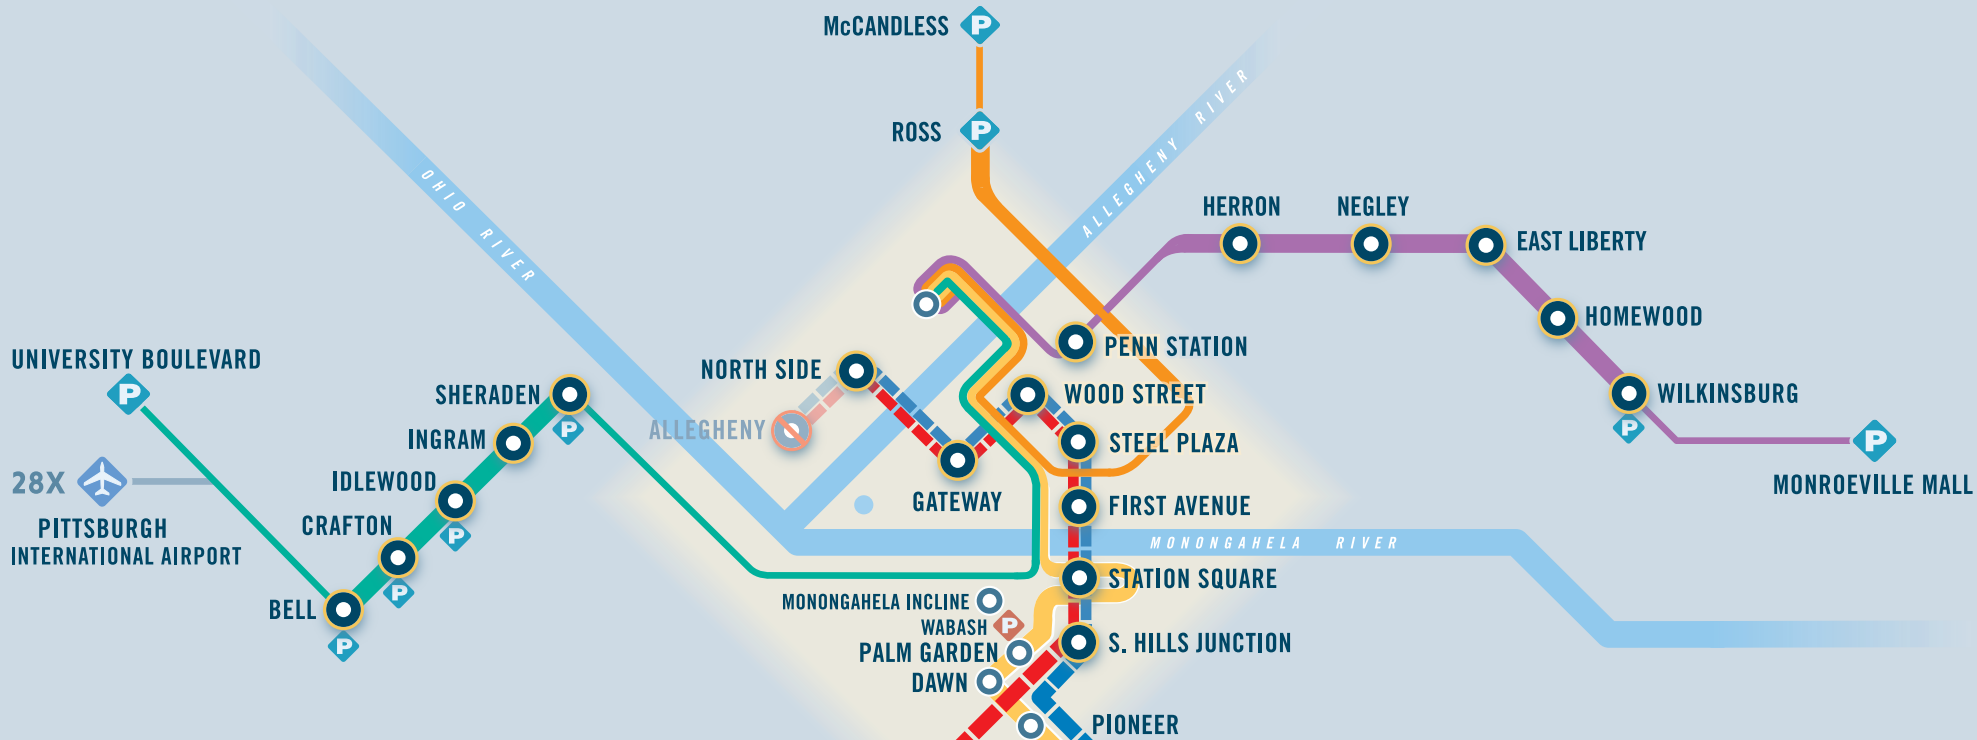 McCANDLESS
P
ROSS
P
OHIO RIVER
ALLEGHENY RIVER
HERRON
NEGLEY
EAST LIBERTY
HOMEWOOD
WILKINSBURG
P
MONROEVILLE MALL
P
PENN STATION
WOOD STREET
STEEL PLAZA
FIRST AVENUE
MONONGAHELA RIVER
STATION SQUARE
S. HILLS JUNCTION
PIONEER
NORTH SIDE
ALLEGHENY
GATEWAY
UNIVERSITY BOULEVARD
P
SHERADEN
P
INGRAM
IDLEWOOD
P
CRAFTON
P
BELL
P
28X
PITTSBURGH
INTERNATIONAL AIRPORT
MONONGAHELA INCLINE
WABASH P
PALM GARDEN
DAWN